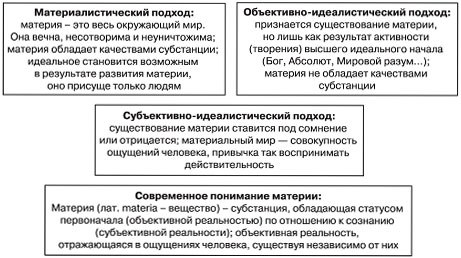 Материалистический подход:
материя – это весь окружающий мир.
Она вечна, несотворима и неуничтожима;
материя обладает качествами субстанции;
идеальное становится возможным
в результате развития материи,
оно присуще только людям
Объективно-идеалистический подход:
признается существование материи,
но лишь как результат активности
(творения) высшего идеального начала
(Бог, Абсолют, Мировой разум...);
материя не обладает качествами
субстанции
Субъективно-идеалистический подход:
существование материи ставится под сомнение
или отрицается; материальный мир — совокупность
ощущений человека, привычка так воспринимать
действительность
Современное понимание материи:
Материя (лат. materia – вещество) – субстанция, обладающая статусом
первоначала (объективной реальностью) по отношению к сознанию
(субъективной реальности); объективная реальность,
отражающаяся в ощущениях человека, существуя независимо от них